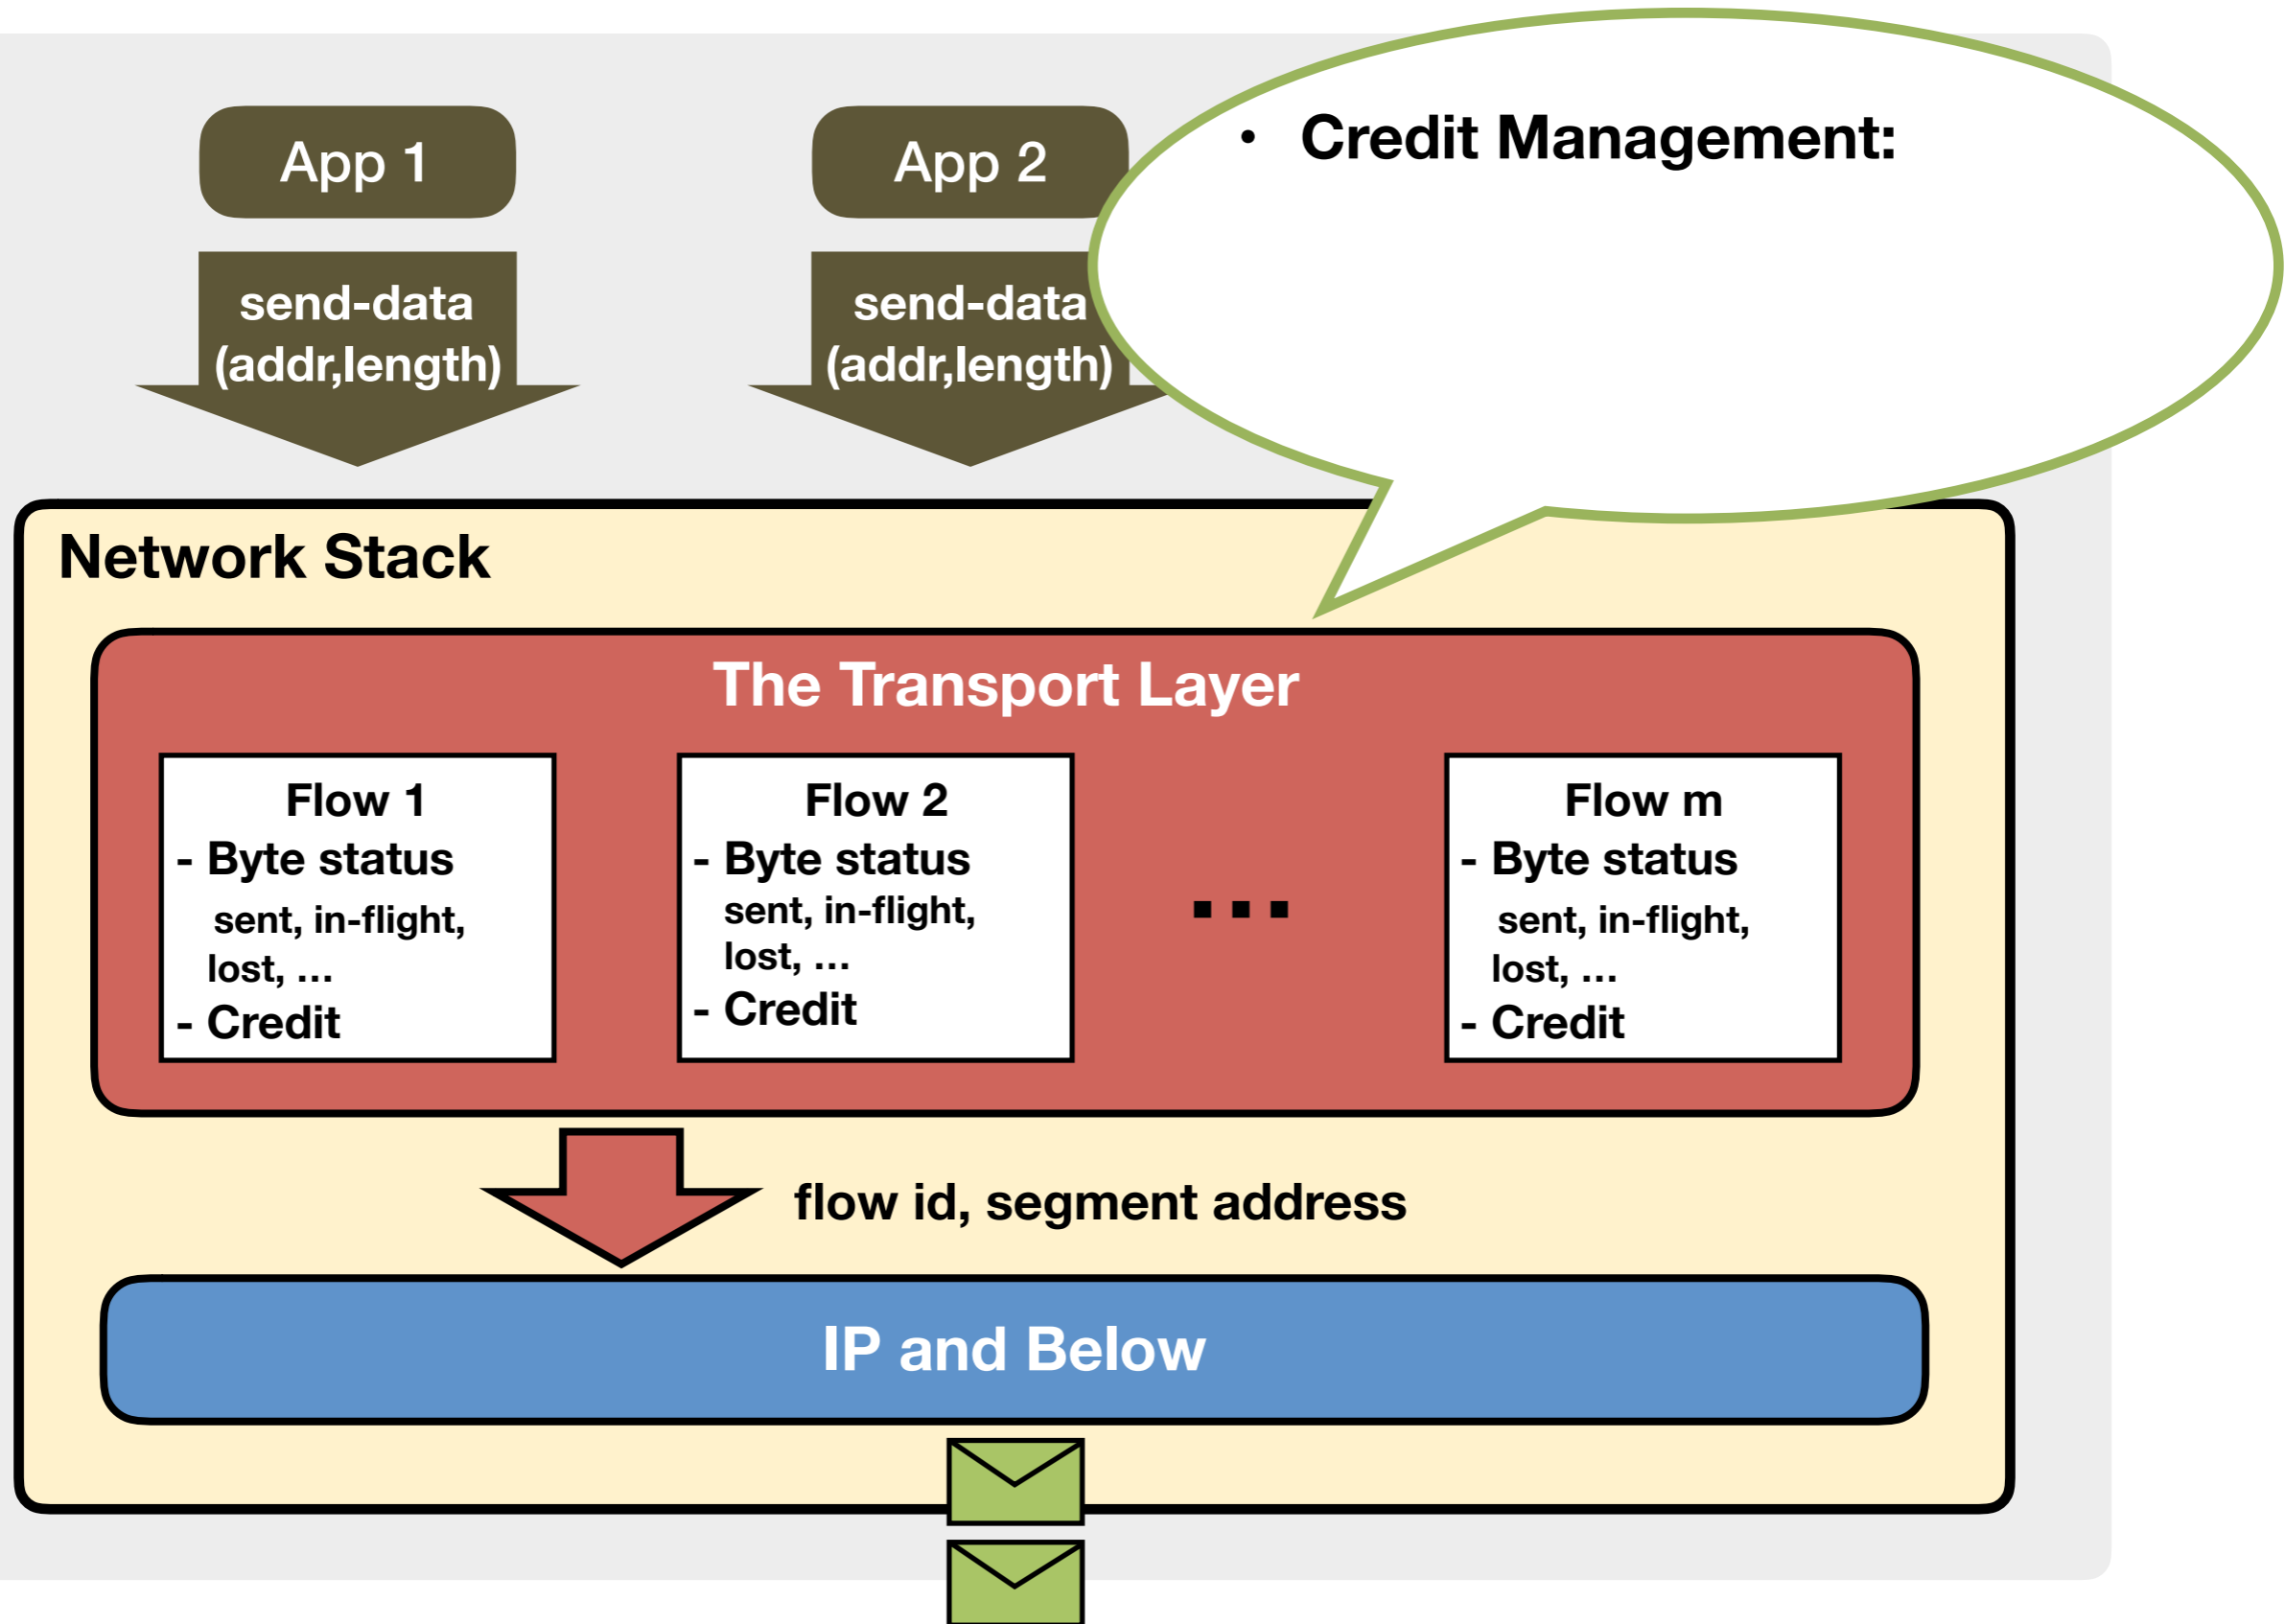 App 1
App 2
• Credit Management:
send-data
(addr,length)
send-data
(addr,length)
Network Stack
The Transport Layer
Flow 1
- Byte status
sent, in-flight,
lost, ...
- Credit
Flow 2
- Byte status
sent, in-flight,
lost, ...
- Credit
...
Flow m
- Byte status
sent, in-flight,
lost, ...
- Credit
flow id, segment address
IP and Below